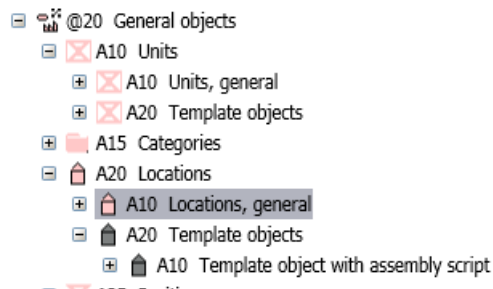 @20 General objects
A10 Units
A10 Units, general
A20 Template objects
A15 Categories
A20 Locations
A10 Locations, general
A20 Template objects
A10 Template object with assembly script